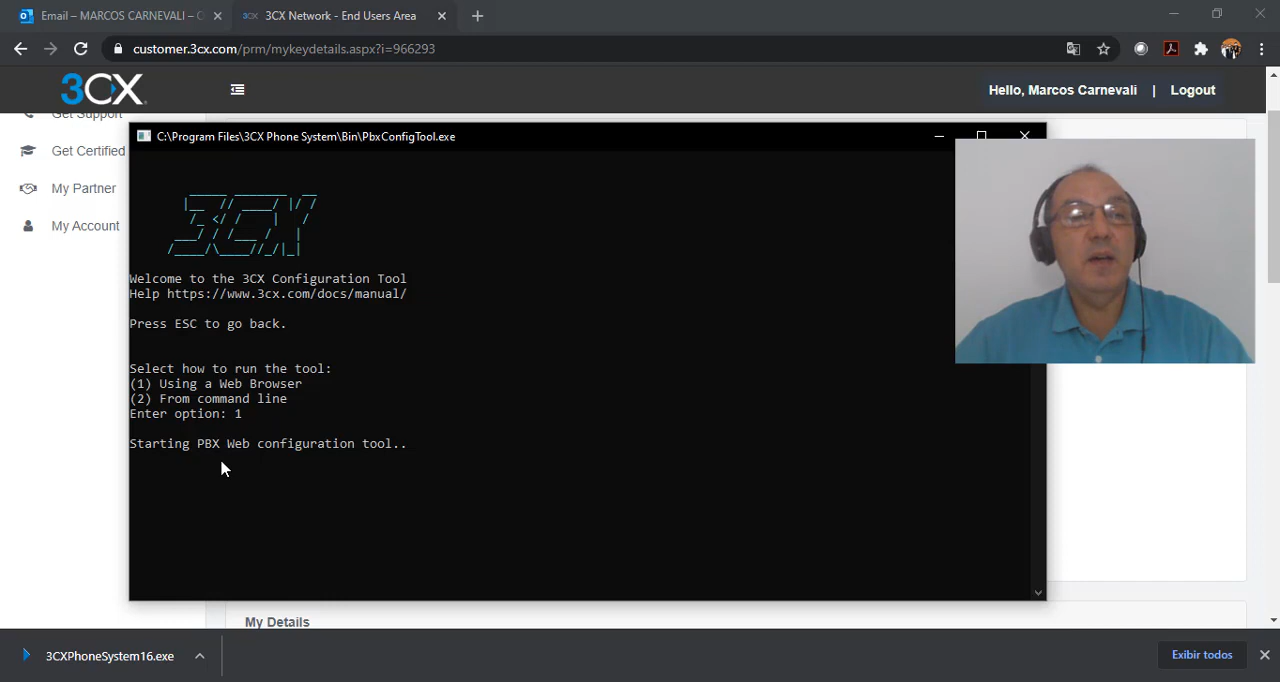 Email – MARCOS CARNEVALI – O
3CX Network - End Users Area
customer.3cx.com/prm/mykeydetails.aspx?i=966293
3CX
Hello, Marcos Carnevali | Logout
Get Support
Get Certified
My Partner
My Account
C:\Program Files\3CX Phone System\Bin\PbxConfigTool.exe
3CX
Welcome to the 3CX Configuration Tool
Help https://www.3cx.com/docs/manual/
Press ESC to go back.
Select how to run the tool:
(1) Using a Web Browser
(2) From command line
Enter option: 1
Starting PBX Web configuration tool..
My Details
3CXPhoneSystem16.exe
Exibir todos